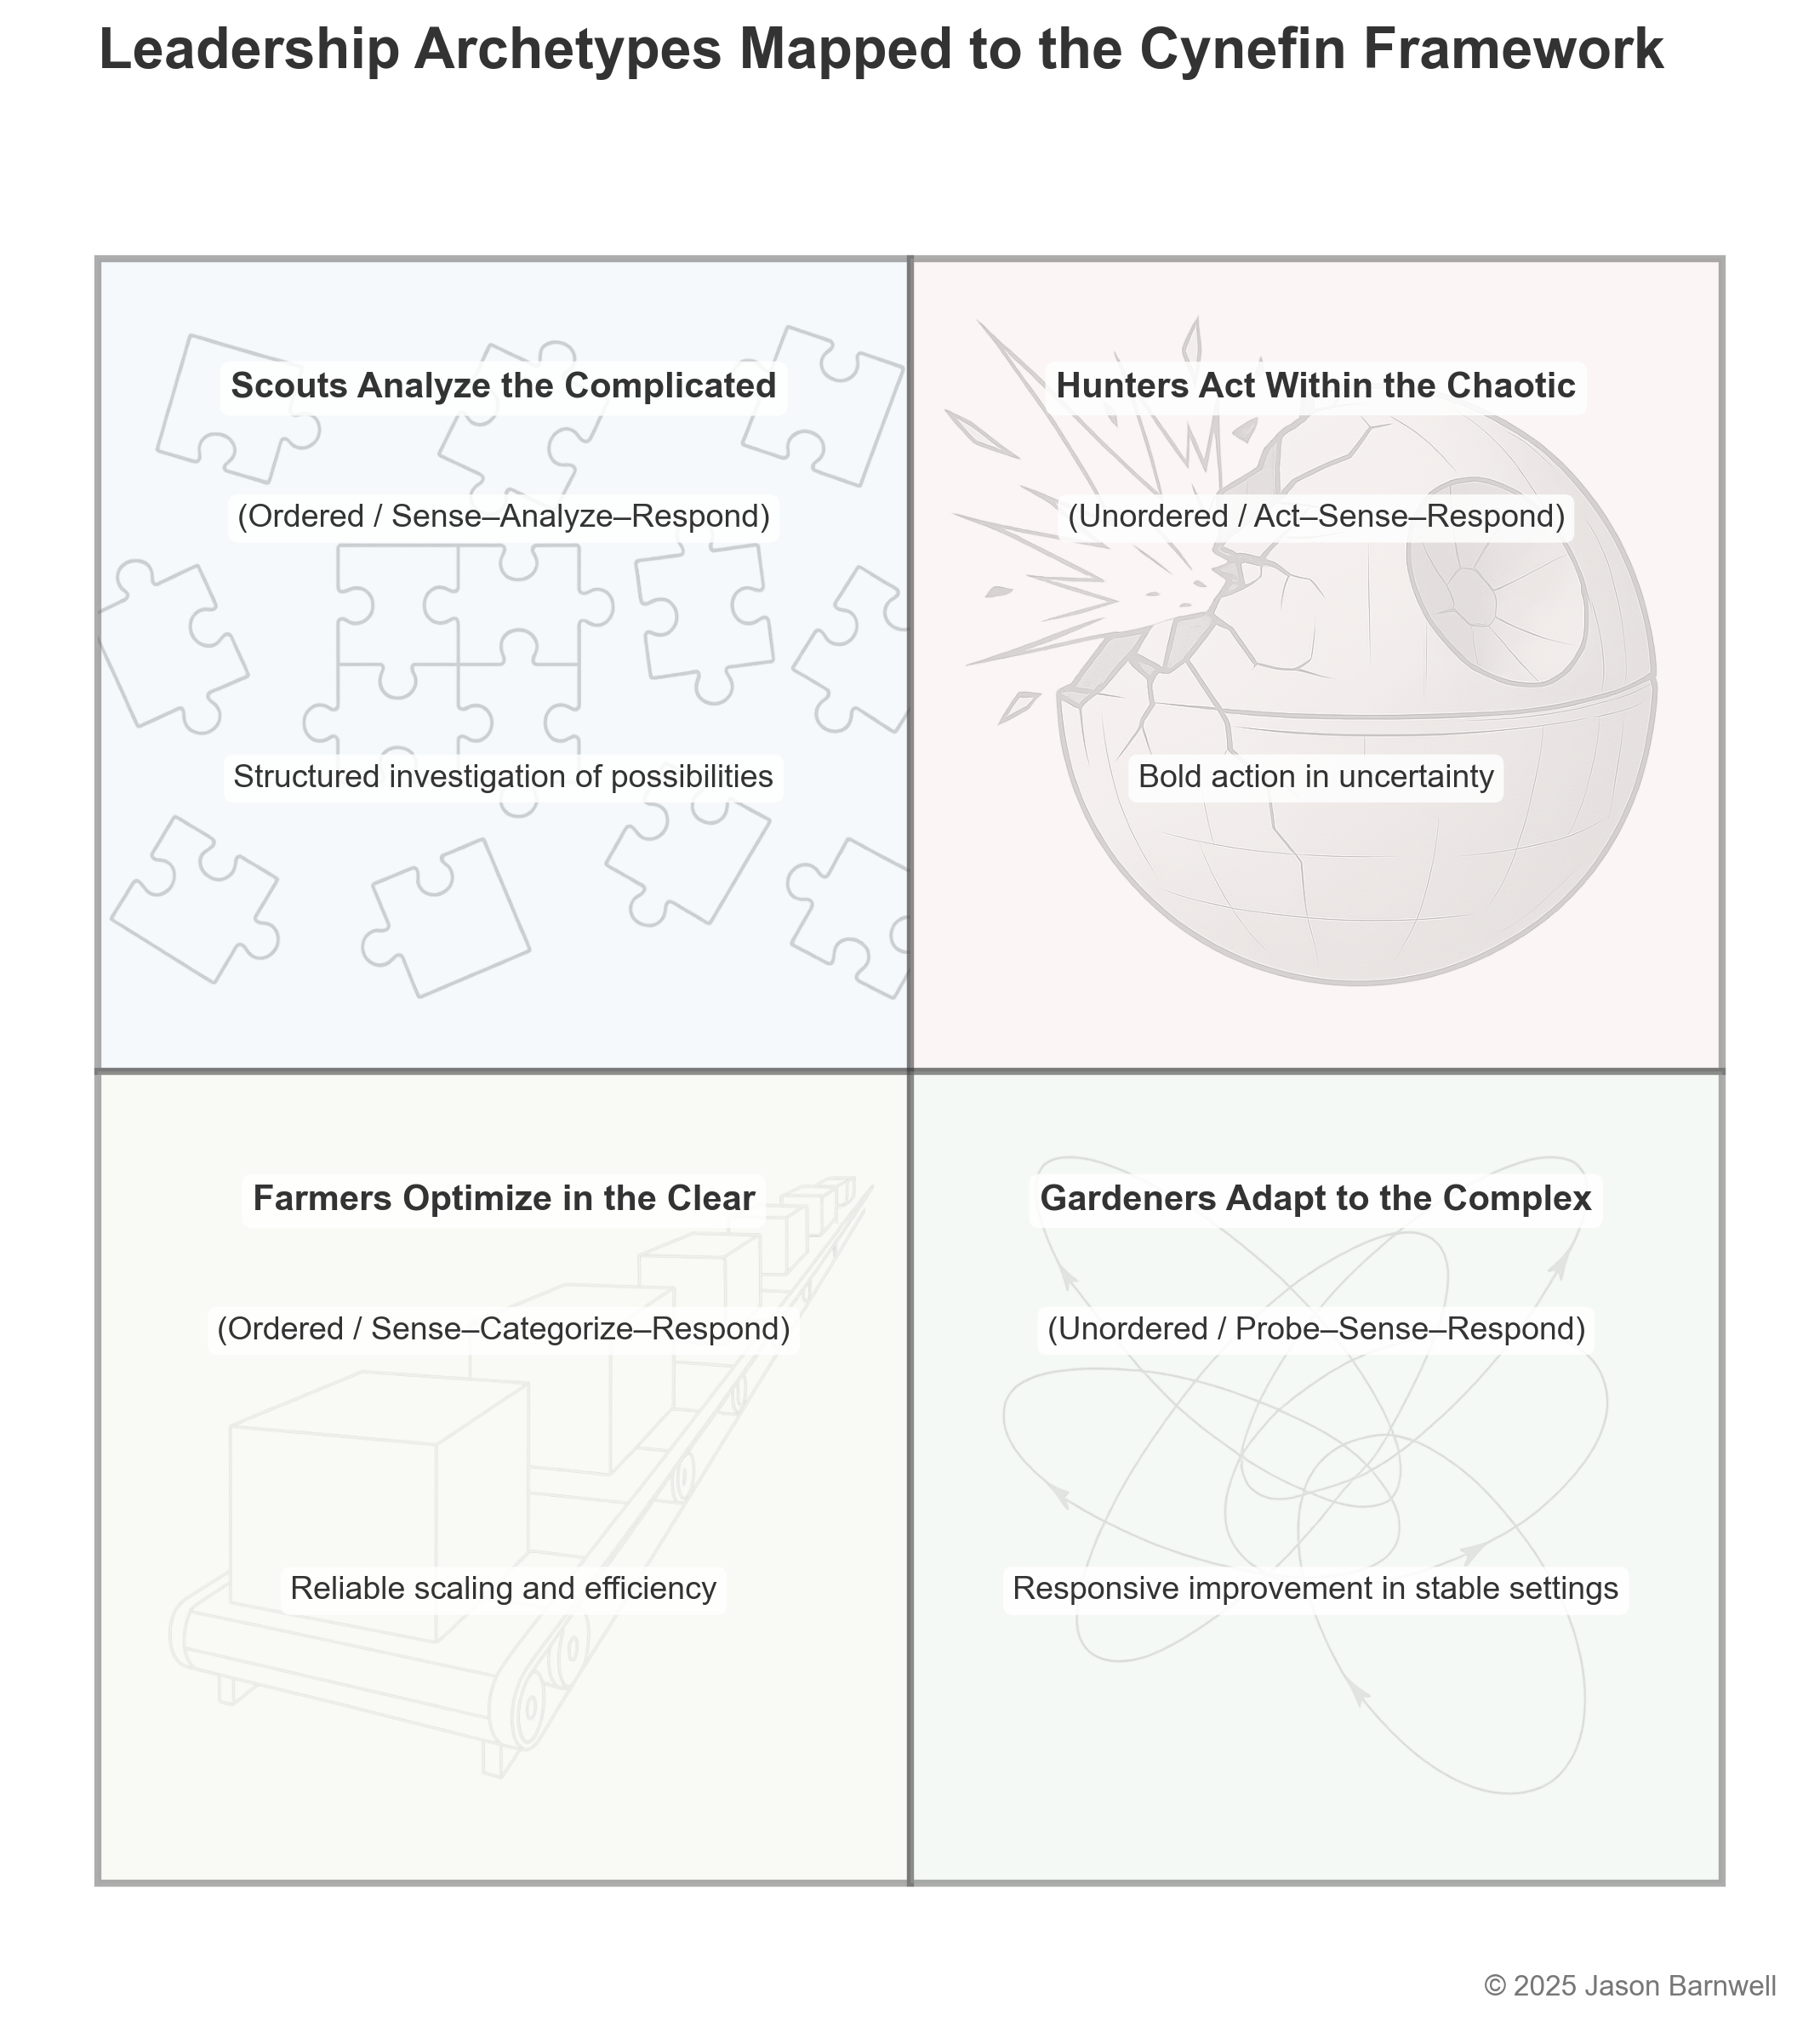 Leadership Archetypes Mapped to the Cynefin Framework
Scouts Analyze the Complicated
(Ordered / Sense–Analyze–Respond)
Structured investigation of possibilities
Hunters Act Within the Chaotic
(Unordered / Act–Sense–Respond)
Bold action in uncertainty
Farmers Optimize in the Clear
(Ordered / Sense–Categorize–Respond)
Reliable scaling and efficiency
Gardeners Adapt to the Complex
(Unordered / Probe–Sense–Respond)
Responsive improvement in stable settings
© 2025 Jason Barnwell